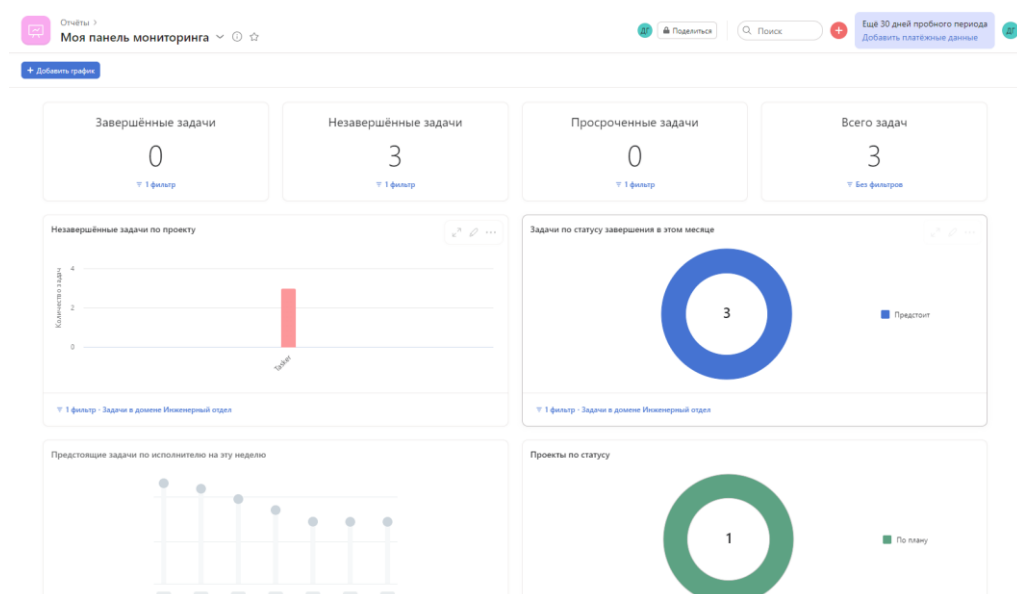 Отчёты >
Моя панель мониторинга
ДГ
Поделиться
Поиск
Ещё 30 дней пробного периода
Добавить платёжные данные
ДГ
+ Добавить график
Завершённые задачи
0
1 фильтр
Незавершённые задачи
3
1 фильтр
Просроченные задачи
0
1 фильтр
Всего задач
3
Без фильтров
Незавершённые задачи по проекту
Количество задач
4
2
0
Tasker
1 фильтр - Задачи в домене Инженерный отдел
Задачи по статусу завершения в этом месяце
3
Предстоит
1 фильтр - Задачи в домене Инженерный отдел
Предстоящие задачи по исполнителю на эту неделю
Проекты по статусу
1
По плану